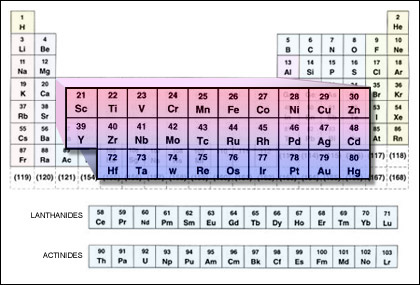 1 2
H He
3 4 5 6 7 8 9 10
Li Be B C N O F Ne
11 12 13 14 15 16 17 18
Na Mg Al Si P S Cl Ar
19 20 36
K Ca Br Kr
21 22 23 24 25 26 27 28 29 30
Sc Ti V Cr Mn Fe Co Ni Cu Zn
37 38 54
Rb Sr I Xe
39 40 41 42 43 44 45 46 47 48
Y Zr Nb Mo Tc Ru Rh Pd Ag Cd
55 56 86
Cs Ba At Rn
72 73 74 75 76 77 78 79 80
Hf Ta W Re Os Ir Pt Au Hg
87 88 89 (117) (118)
Fr Ra Ac
(119) (120) (121) (154) (168)
58 59 60 61 62 63 64 65 66 67 68 69 70 71
LANTHANIDES Ce Pr Nd Pm Sm Eu Gd Tb Dy Ho Er Tm Yb Lu
90 91 92 93 94 95 96 97 98 99 100 101 102 103
ACTINIDES Th Pa U Np Pu Am Cm Bk Cf Es Fm Md No Lr